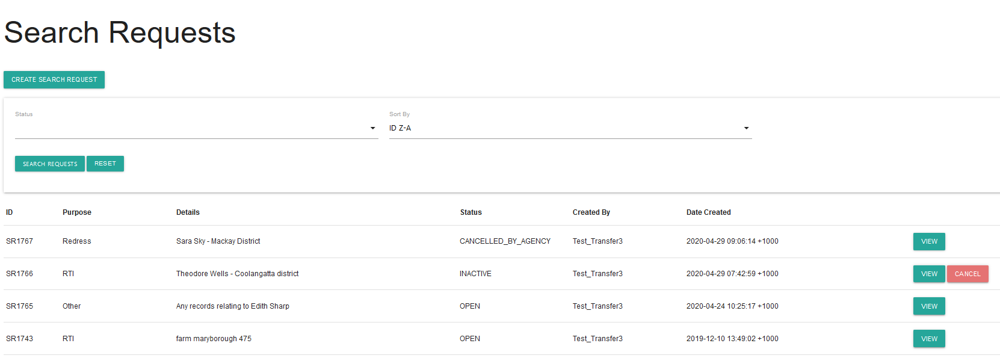 Search Requests
CREATE SEARCH REQUEST
Status Sort By
ID Z-A
SEARCH REQUESTS RESET
ID Purpose Details Status Created By Date Created
SR1767 Redress Sara Sky - Mackay District CANCELLED_BY_AGENCY Test_Transfer3 2020-04-29 09:06:14 +1000 VIEW
SR1766 RTI Theodore Wells - Coolangatta district INACTIVE Test_Transfer3 2020-04-29 07:42:59 +1000 VIEW CANCEL
SR1765 Other Any records relating to Edith Sharp OPEN Test_Transfer3 2020-04-24 10:25:17 +1000 VIEW
SR1743 RTI farm maryborough 475 OPEN Test_Transfer3 2019-12-10 13:49:02 +1000 VIEW